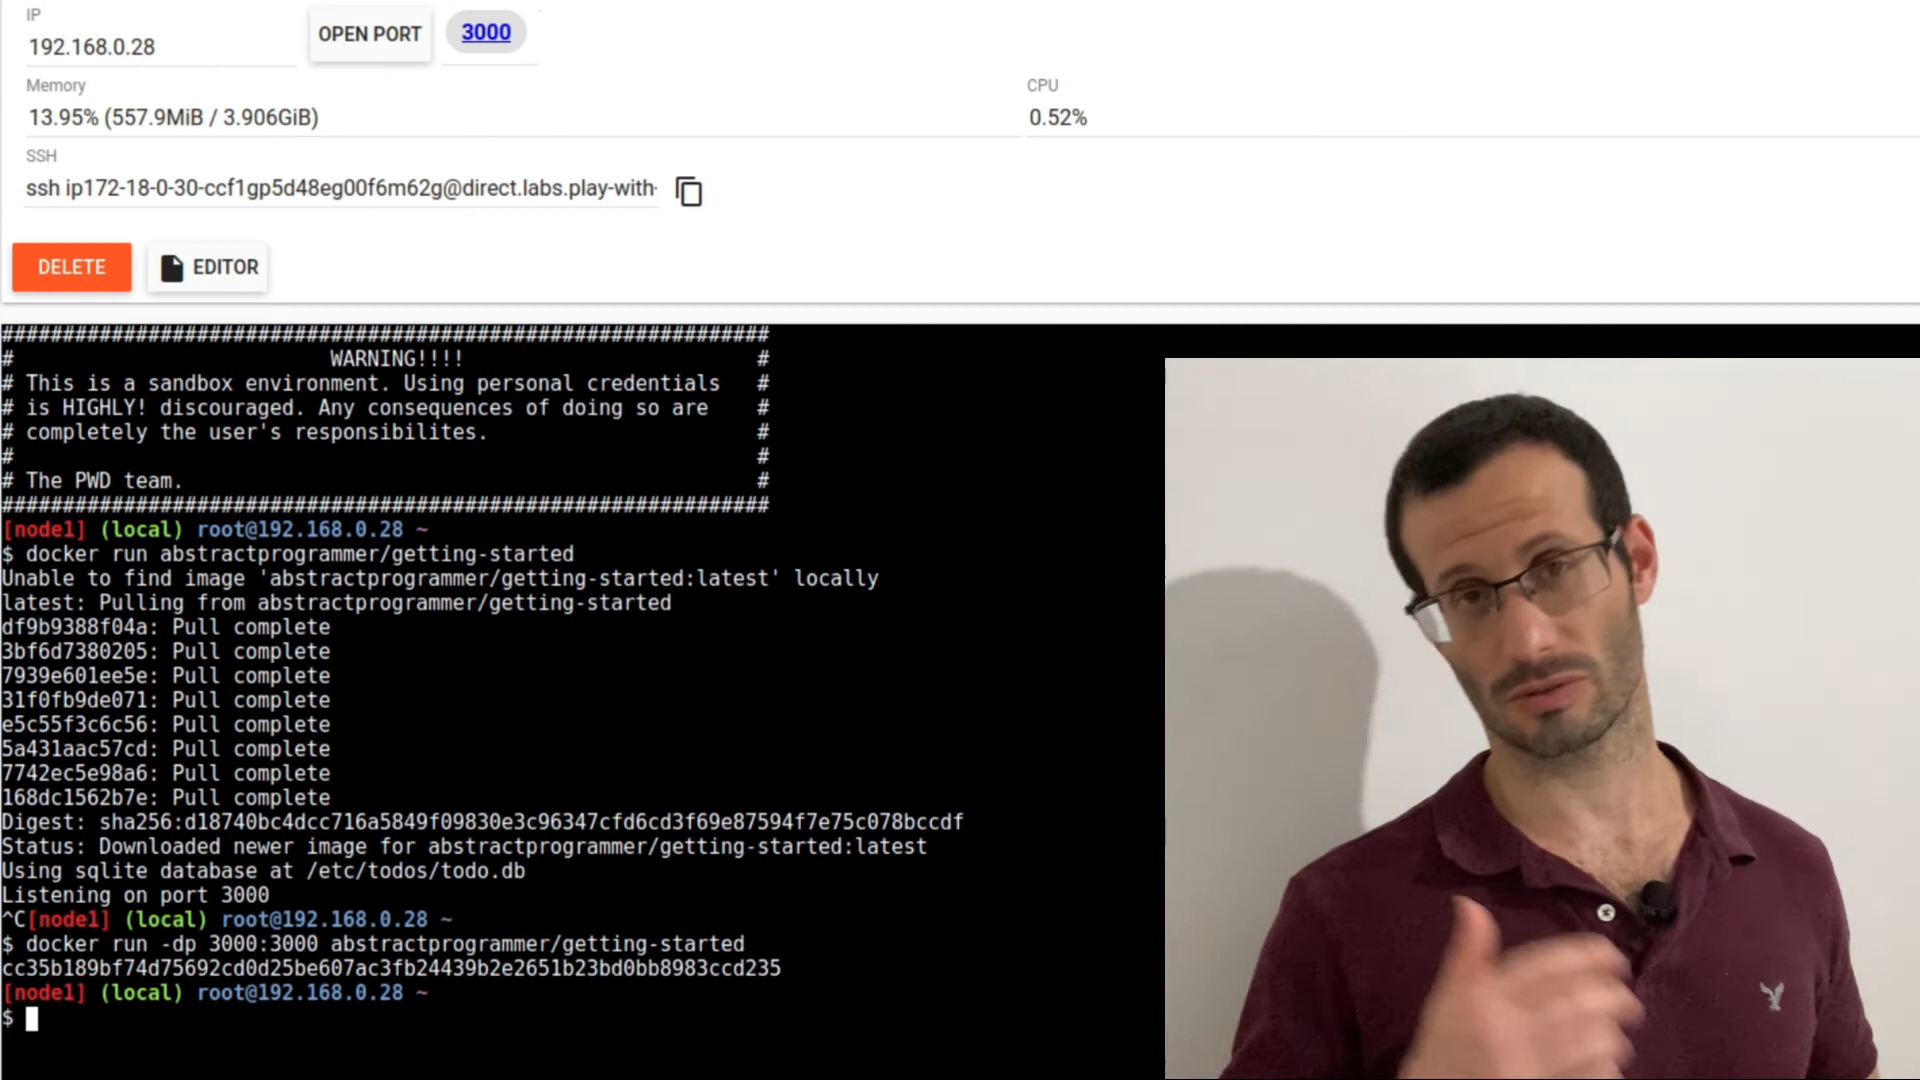 IP
192.168.0.28
OPEN PORT
3000
Memory
13.95% (557.9MiB / 3.906GiB)
CPU
0.52%
SSH
ssh ip172-18-0-30-ccf1gp5d48eg00f6m62g@direct.labs.play-with-
DELETE
EDITOR
###############################################################
#                          WARNING!!!!                        #
# This is a sandbox environment. Using personal credentials   #
# is HIGHLY! discouraged. Any consequences of doing so are    #
# completely the user's responsibilites.                      #
#                                                             #
# The PWD team.                                               #
###############################################################
[node1] (local) root@192.168.0.28 ~
$ docker run abstractprogrammer/getting-started
Unable to find image 'abstractprogrammer/getting-started:latest' locally
latest: Pulling from abstractprogrammer/getting-started
df9b9388f04a: Pull complete
3bf6d7380205: Pull complete
7939e601ee5e: Pull complete
31f0fb9de071: Pull complete
e5c55f3c6c56: Pull complete
5a431aac57cd: Pull complete
7742ec5e98a6: Pull complete
168dc1562b7e: Pull complete
Digest: sha256:d18740bc4dcc716a5849f09830e3c96347cfd6cd3f69e87594f7e75c078bccdf
Status: Downloaded newer image for abstractprogrammer/getting-started:latest
Using sqlite database at /etc/todos/todo.db
Listening on port 3000
^C[node1] (local) root@192.168.0.28 ~
$ docker run -dp 3000:3000 abstractprogrammer/getting-started
cc35b189bf74d75692cd0d25be607ac3fb24439b2e2651b23bd0bb8983ccd235
[node1] (local) root@192.168.0.28 ~
$